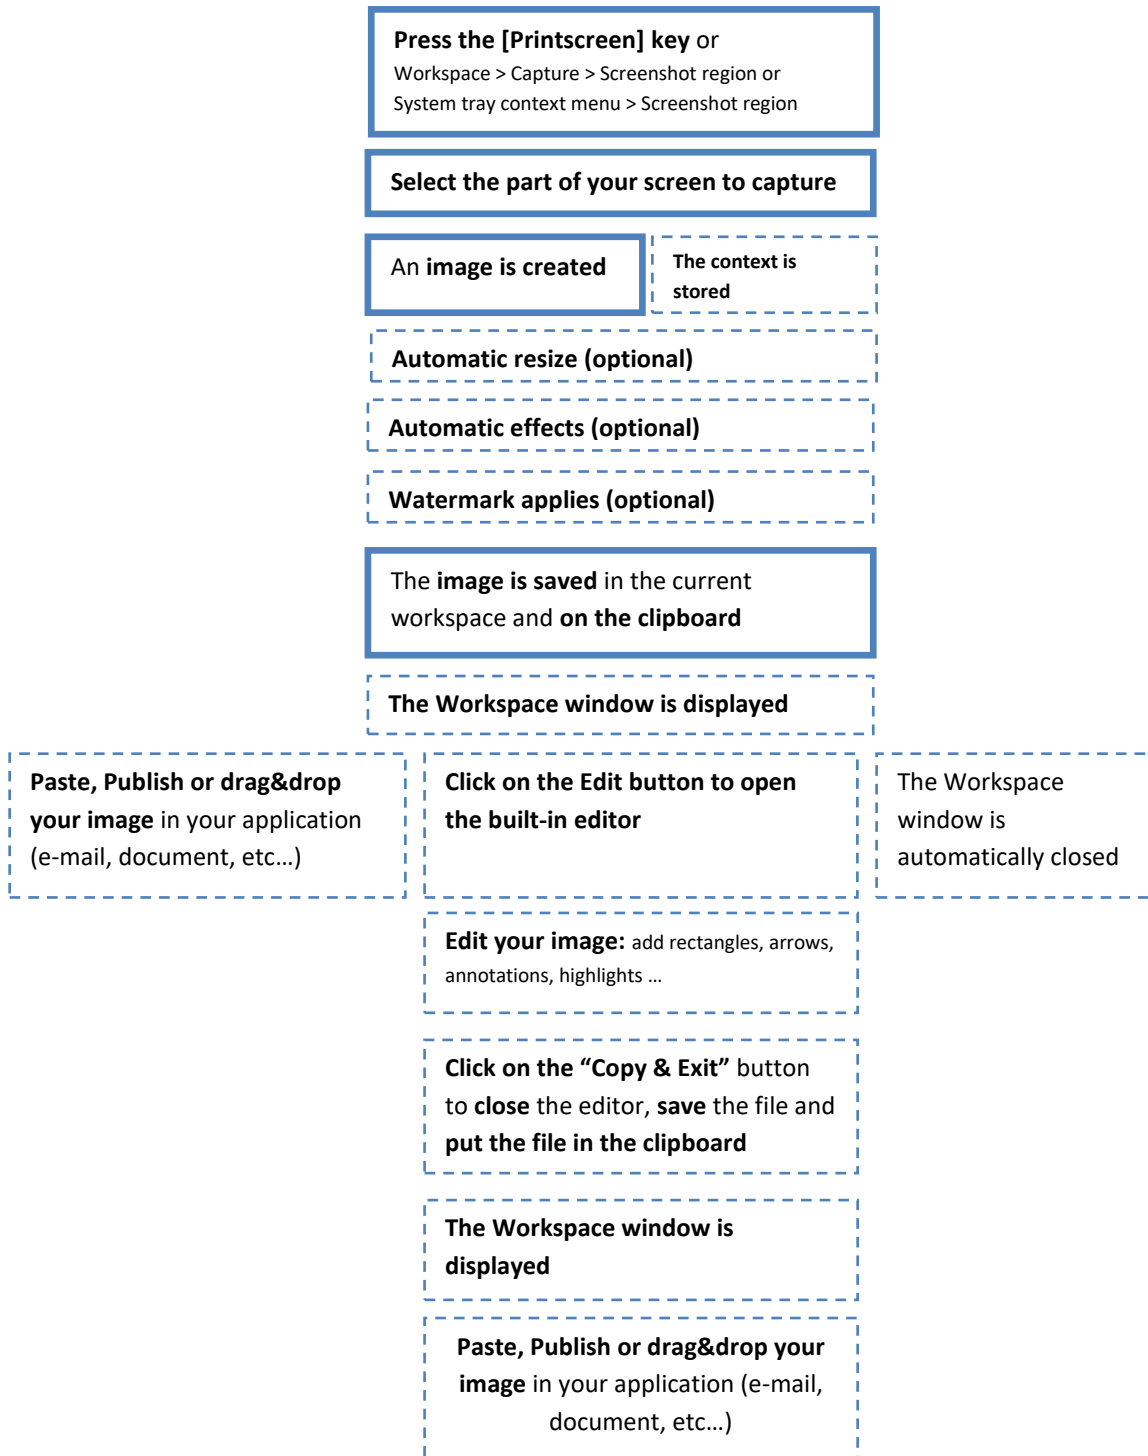 Press the [Printscreen] key or
Workspace > Capture > Screenshot region or
System tray context menu > Screenshot region
Select the part of your screen to capture
An image is created
The context is
stored
Automatic resize (optional)
Automatic effects (optional)
Watermark applies (optional)
The image is saved in the current
workspace and on the clipboard
The Workspace window is displayed
Paste, Publish or drag&drop
your image in your application
(e-mail, document, etc…)
Click on the Edit button to open
the built-in editor
The Workspace
window is
automatically closed
Edit your image: add rectangles, arrows,
annotations, highlights …
Click on the “Copy & Exit” button
to close the editor, save the file and
put the file in the clipboard
The Workspace window is
displayed
Paste, Publish or drag&drop your
image in your application (e-mail,
document, etc…)